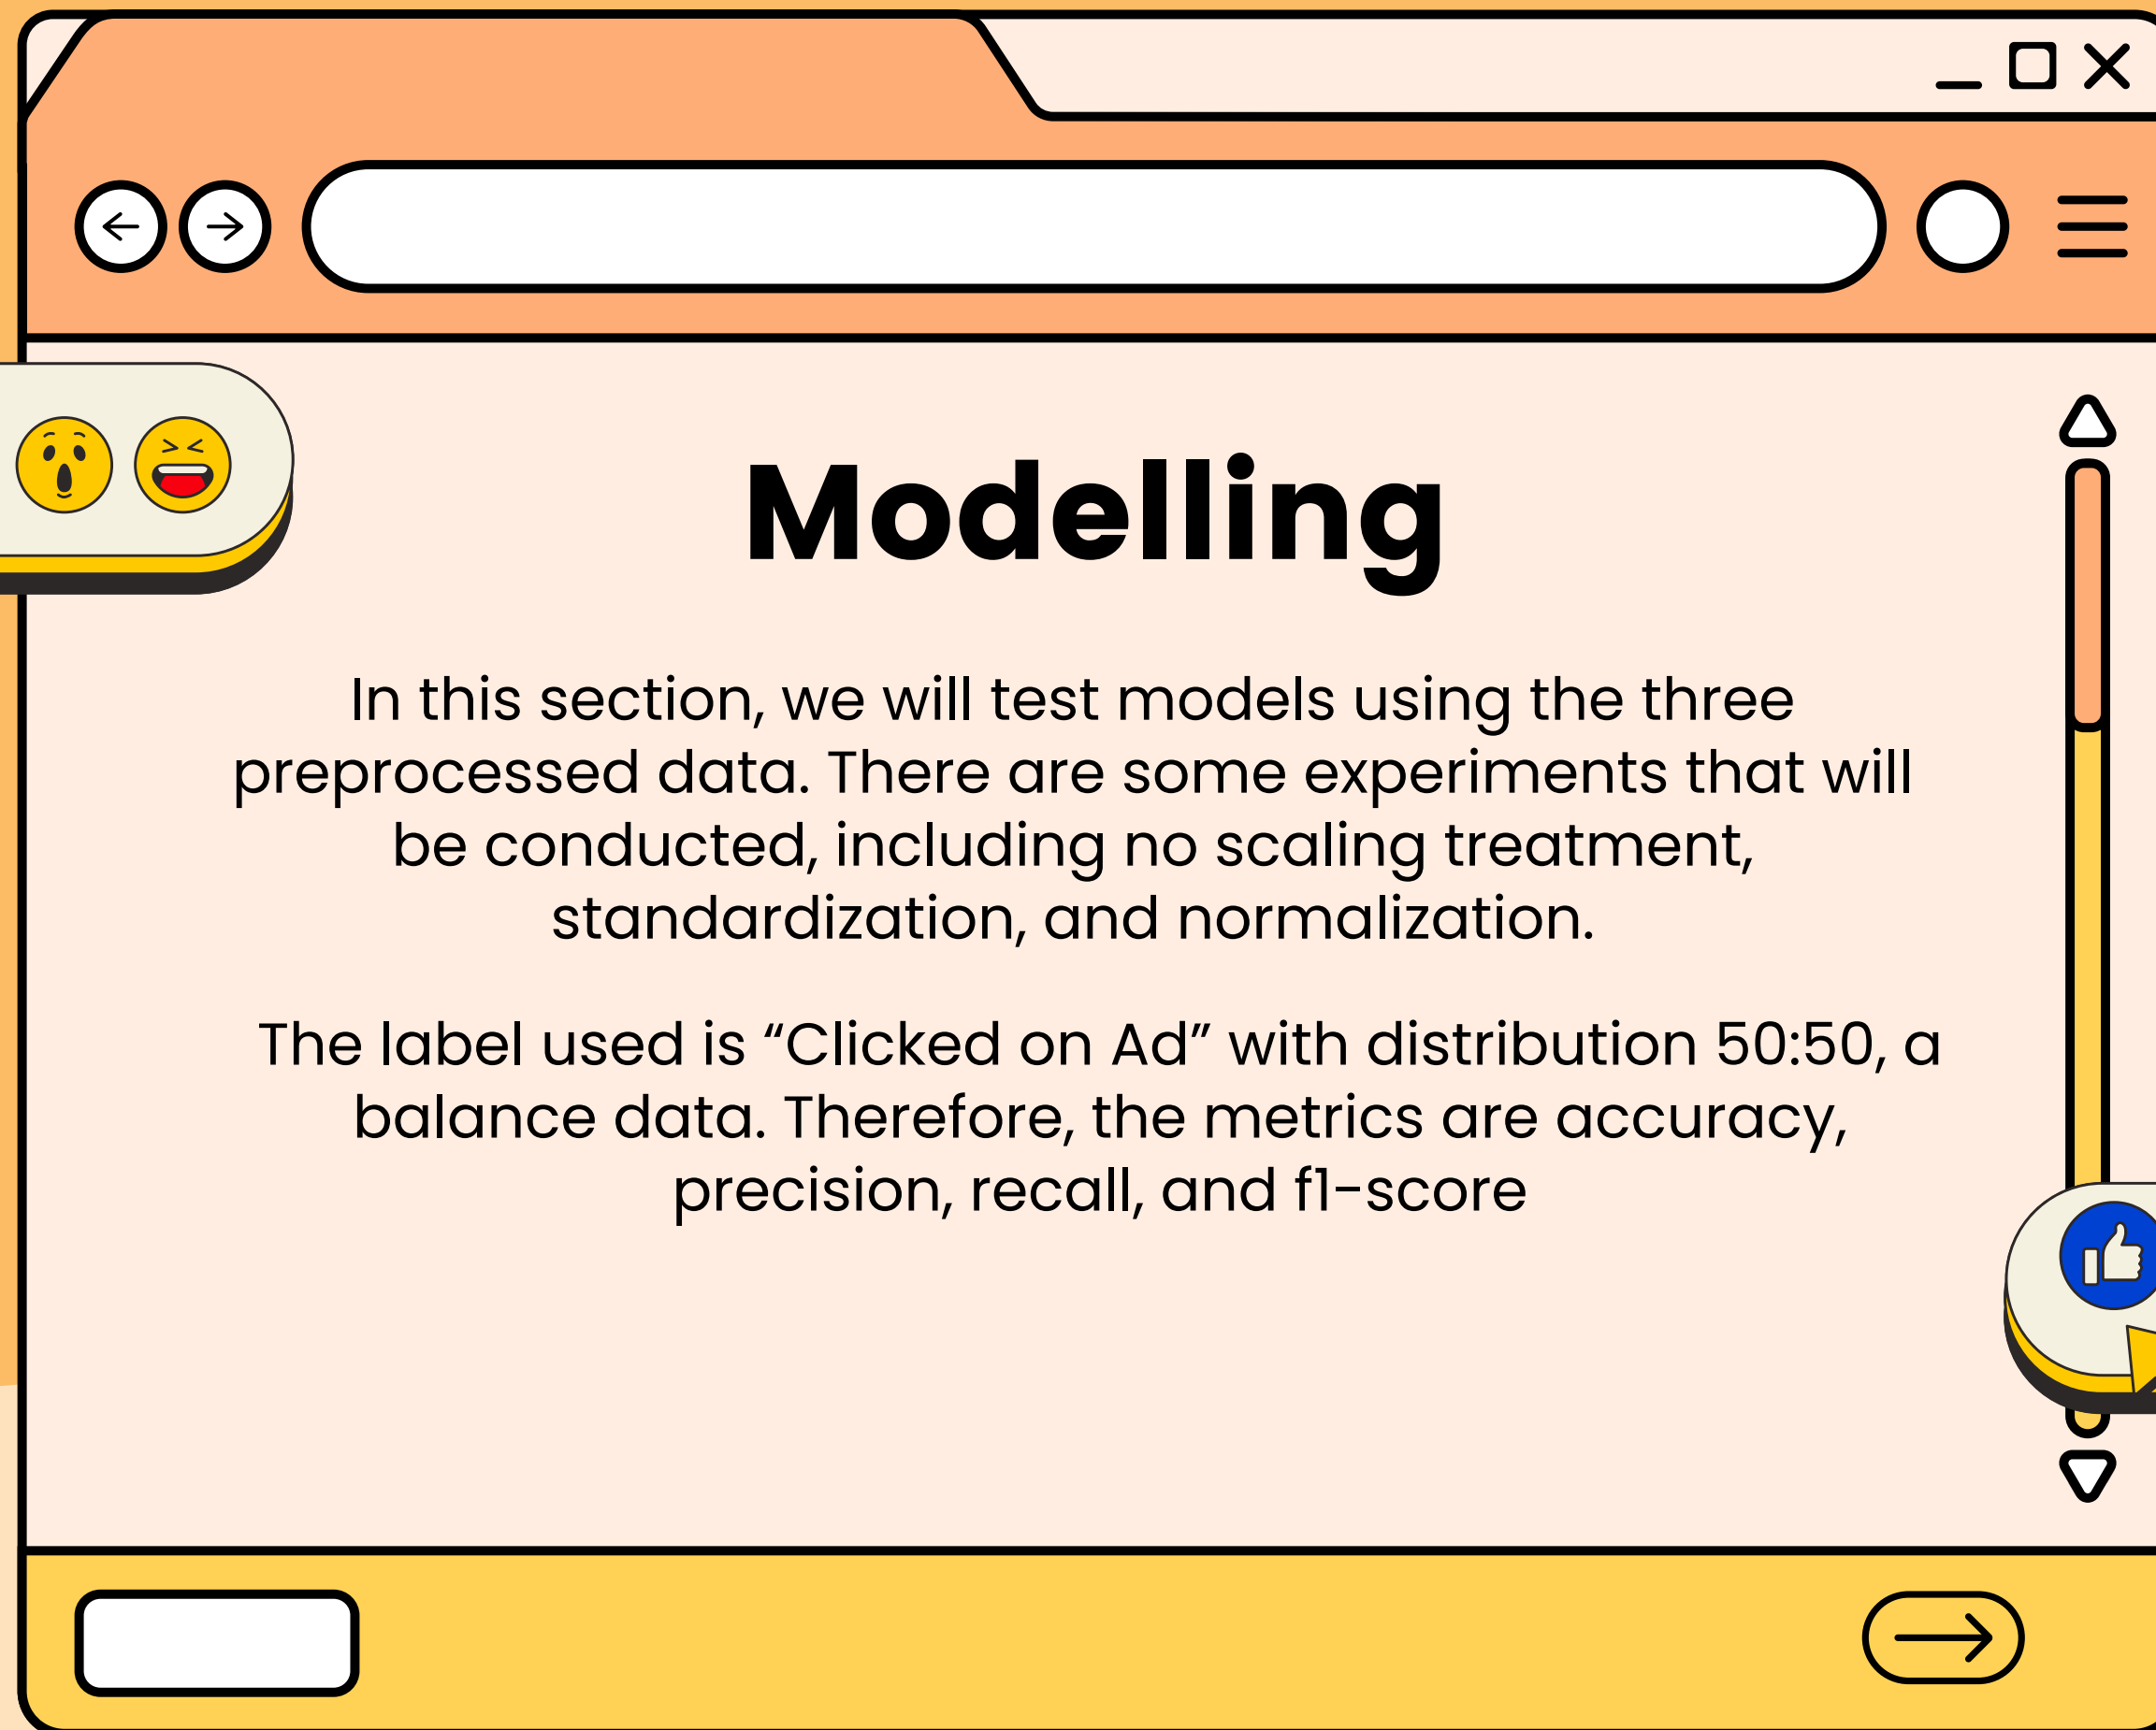 Modelling
In this section, we will test models using the three
preprocessed data. There are some experiments that will
be conducted, including no scaling treatment,
standardization, and normalization.
The label used is “Clicked on Ad” with distribution 50:50, a
balance data. Therefore, the metrics are accuracy,
precision, recall, and f1-score